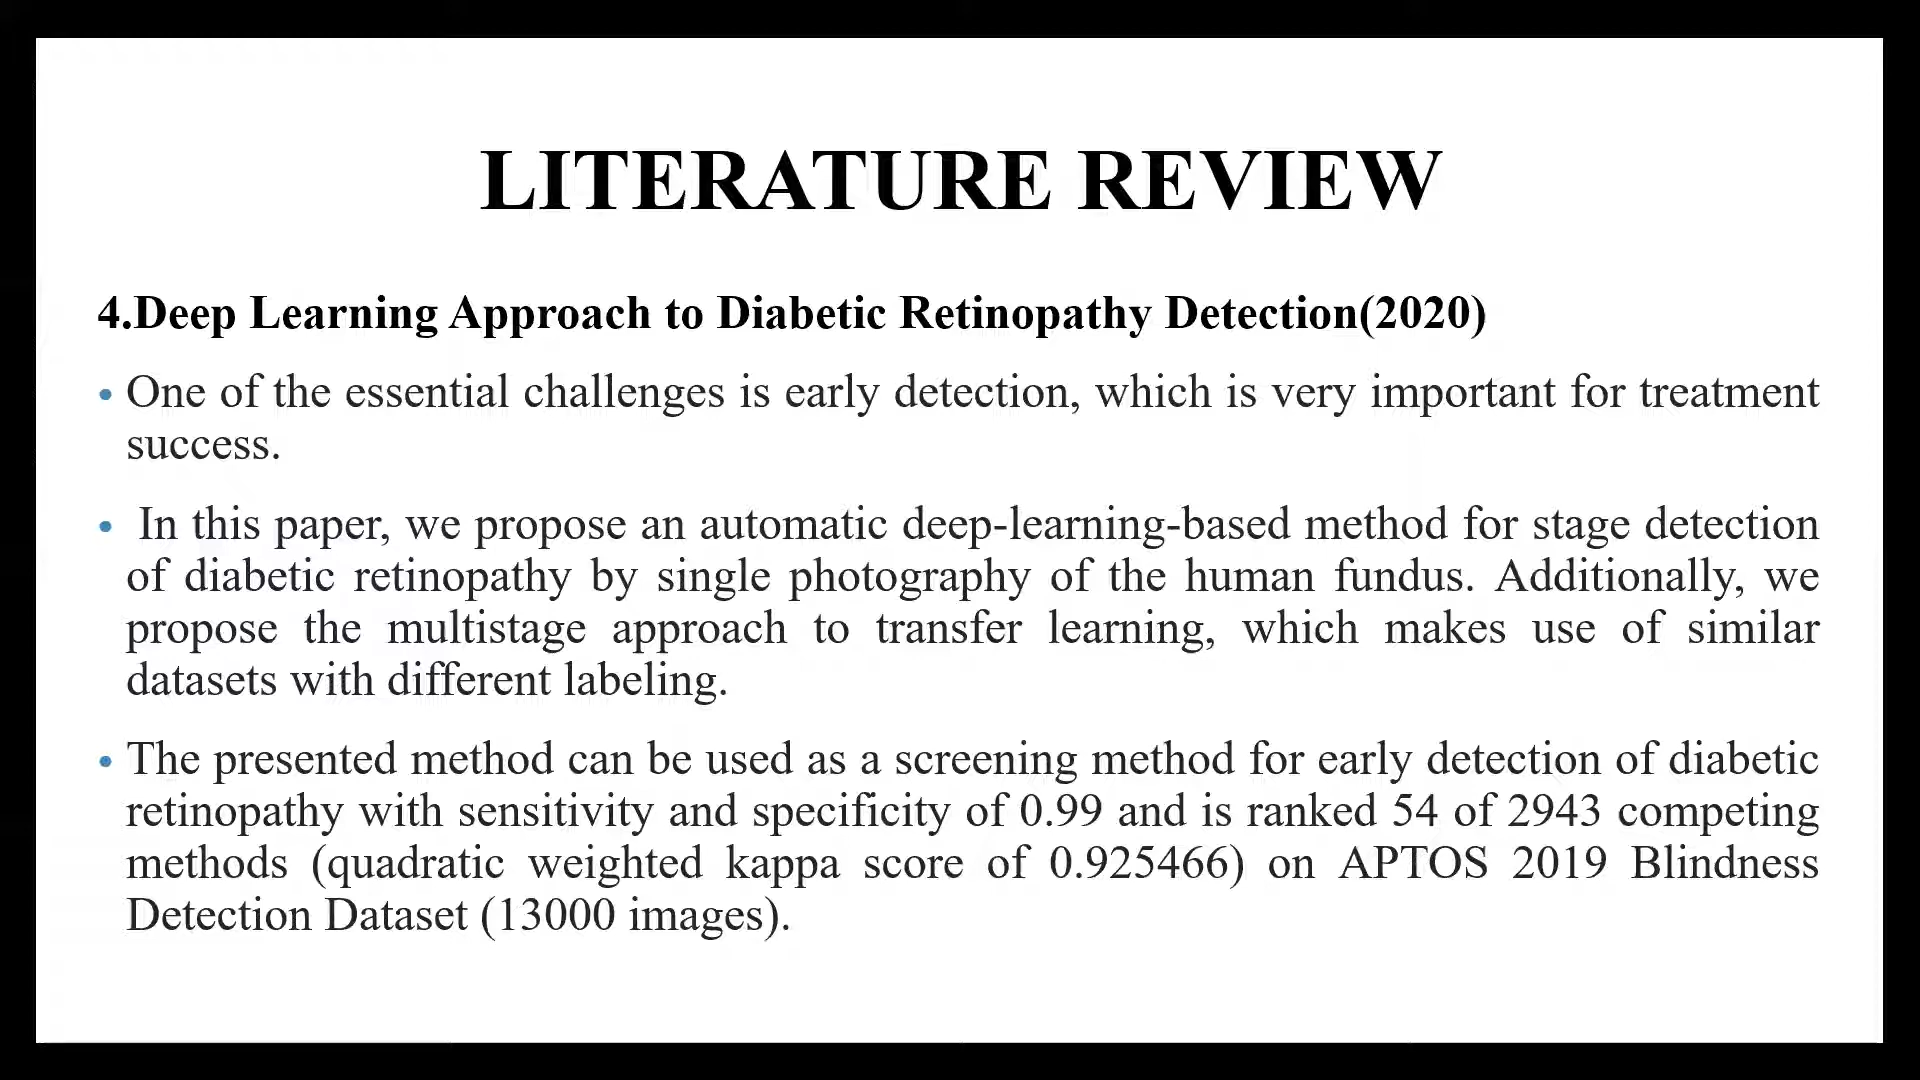 LITERATURE REVIEW
4.Deep Learning Approach to Diabetic Retinopathy Detection(2020)
• One of the essential challenges is early detection, which is very important for treatment
success.
• In this paper, we propose an automatic deep-learning-based method for stage detection
of diabetic retinopathy by single photography of the human fundus. Additionally, we
propose the multistage approach to transfer learning, which makes use of similar
datasets with different labeling.
• The presented method can be used as a screening method for early detection of diabetic
retinopathy with sensitivity and specificity of 0.99 and is ranked 54 of 2943 competing
methods (quadratic weighted kappa score of 0.925466) on APTOS 2019 Blindness
Detection Dataset (13000 images).